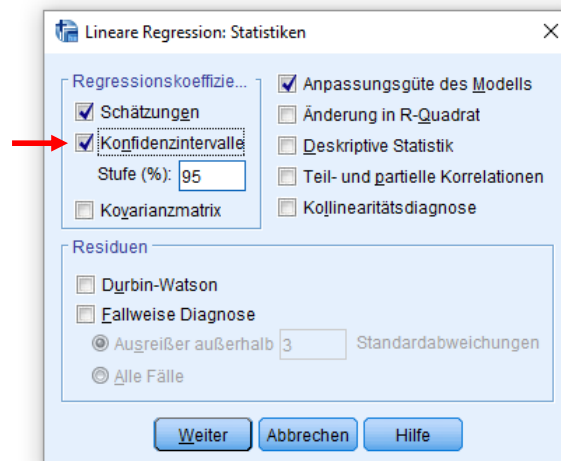 Lineare Regression: Statistiken
Regressionskoeffizie...
Schätzungen
Konfidenzintervalle
Stufe (%): 95
Kovarianzmatrix
Anpassungsgüte des Modells
Änderung in R-Quadrat
Deskriptive Statistik
Teil- und partielle Korrelationen
Kollinearitätsdiagnose
Residuen
Durbin-Watson
Fallweise Diagnose
Ausreißer außerhalb 3 Standardabweichungen
Alle Fälle
Weiter Abbrechen Hilfe